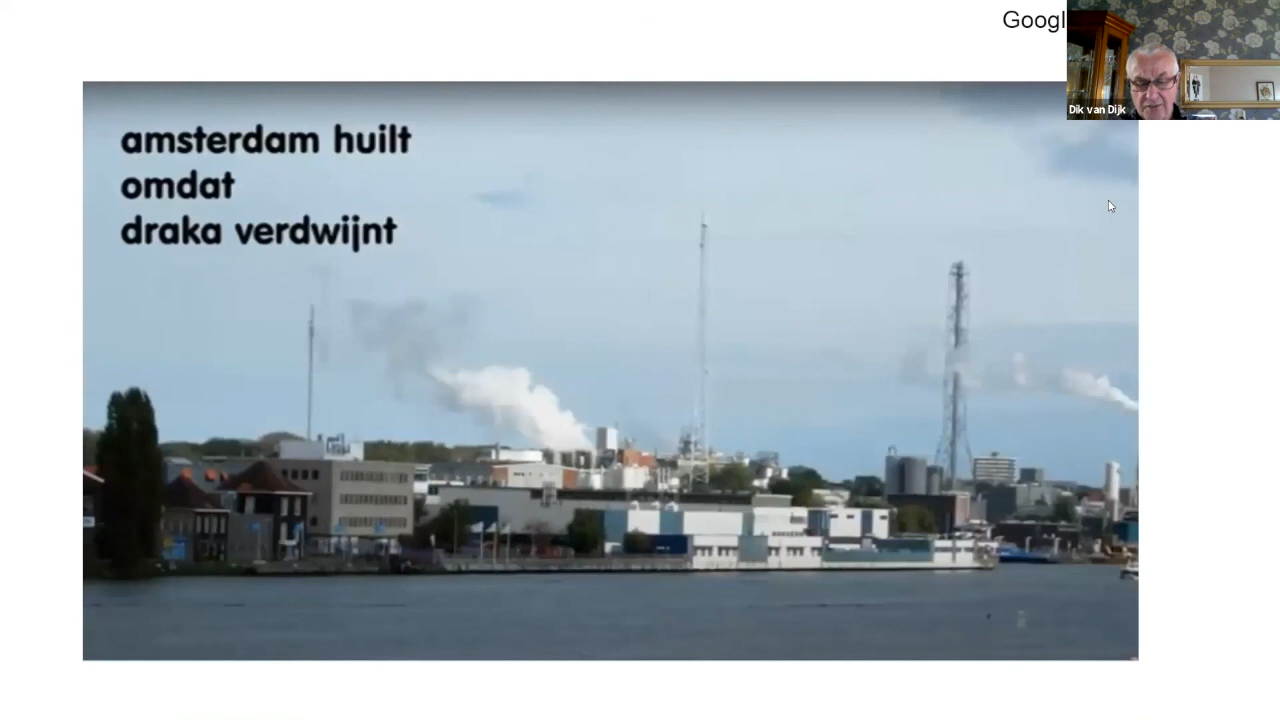 Googl
Dik van Dijk
amsterdam huilt
omdat
draka verdwijnt